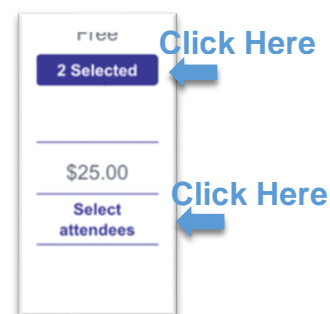 Free
Click Here
2 Selected
$25.00
Click Here
Select
attendees